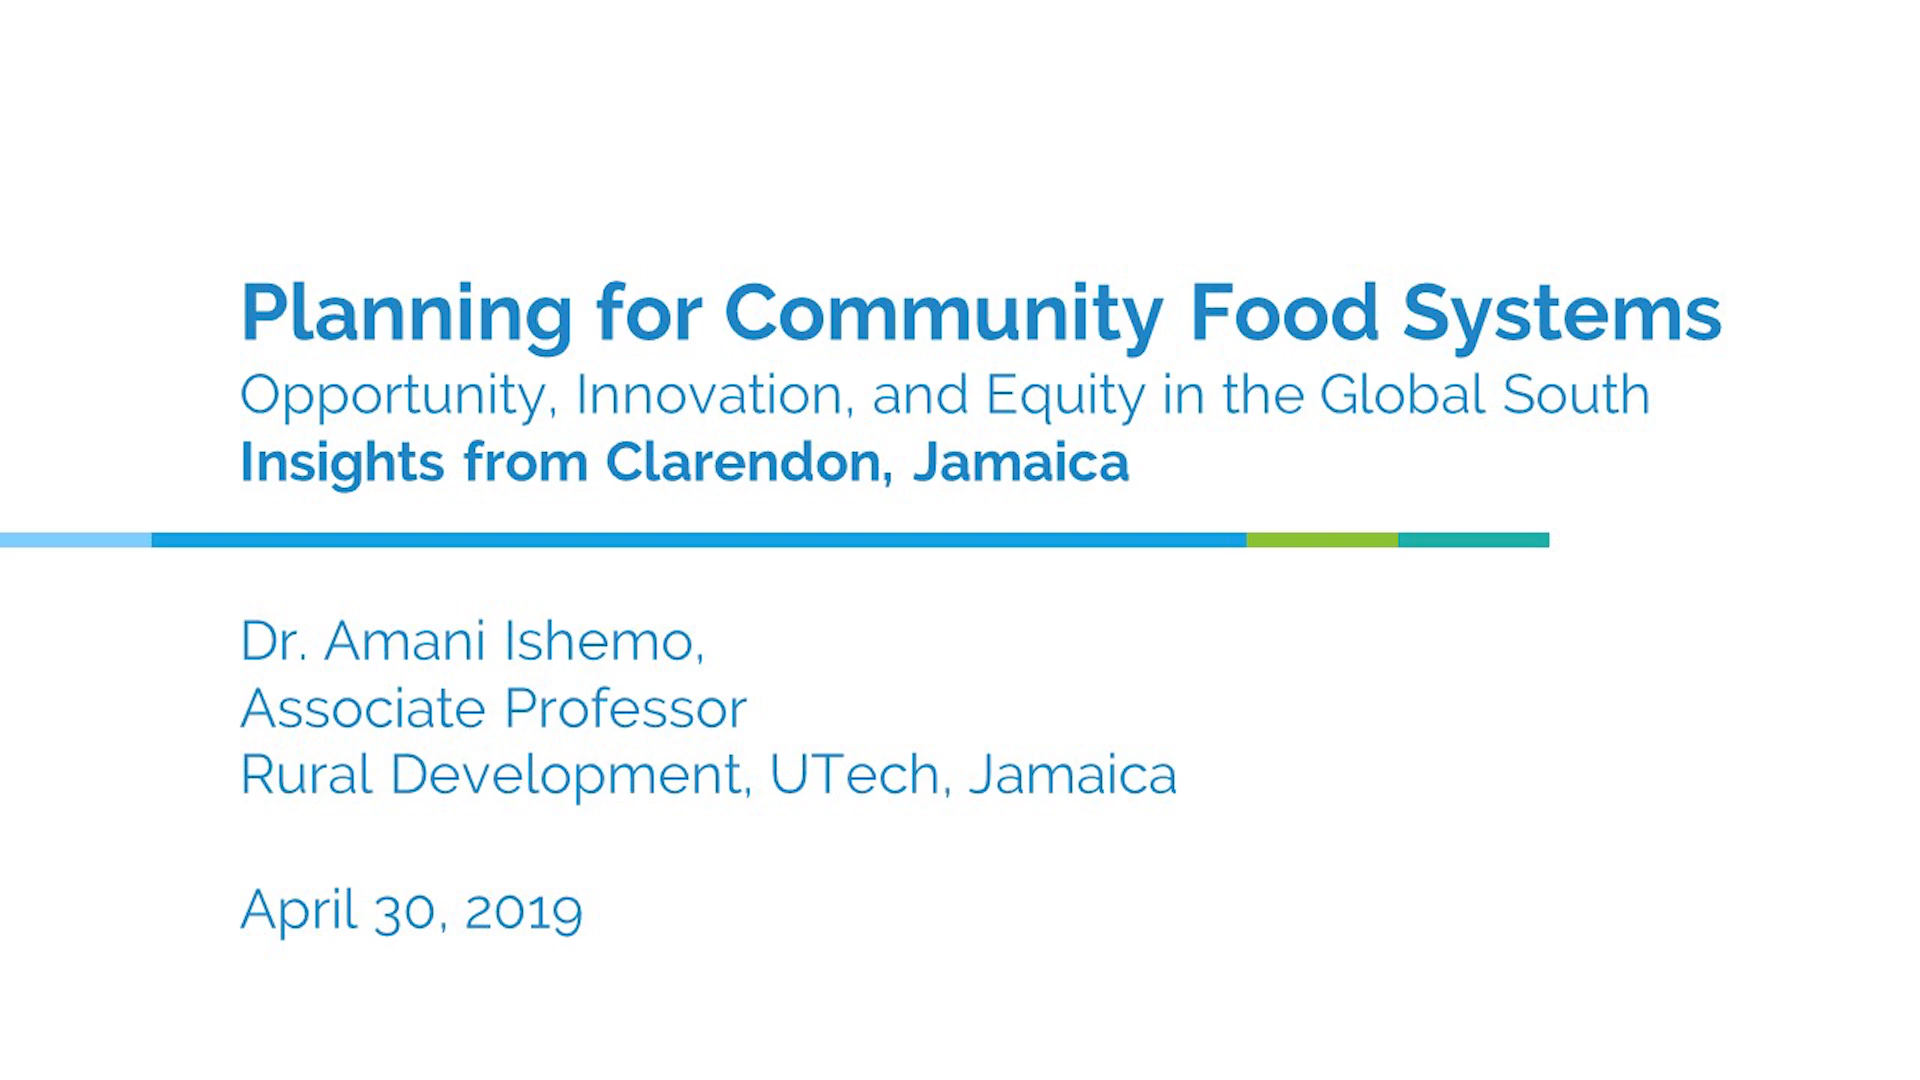 Planning for Community Food Systems
Opportunity, Innovation, and Equity in the Global South
Insights from Clarendon, Jamaica
Dr. Amani Ishemo,
Associate Professor
Rural Development, UTech, Jamaica
April 30, 2019